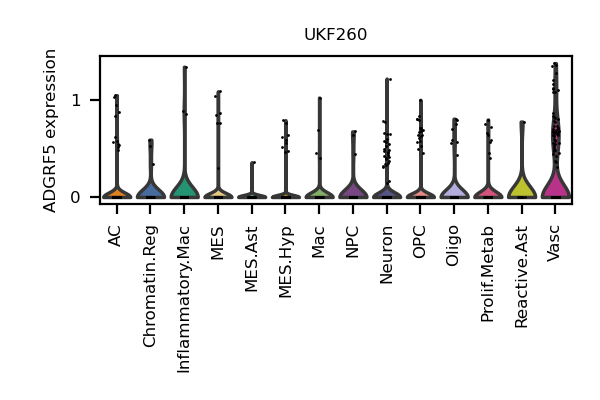 UKF260
ADGRF5 expression
1
0
AC
Chromatin.Reg
Inflammatory.Mac
MES
MES.Ast
MES.Hyp
Mac
NPC
Neuron
OPC
Oligo
Prolif.Metab
Reactive.Ast
Vasc